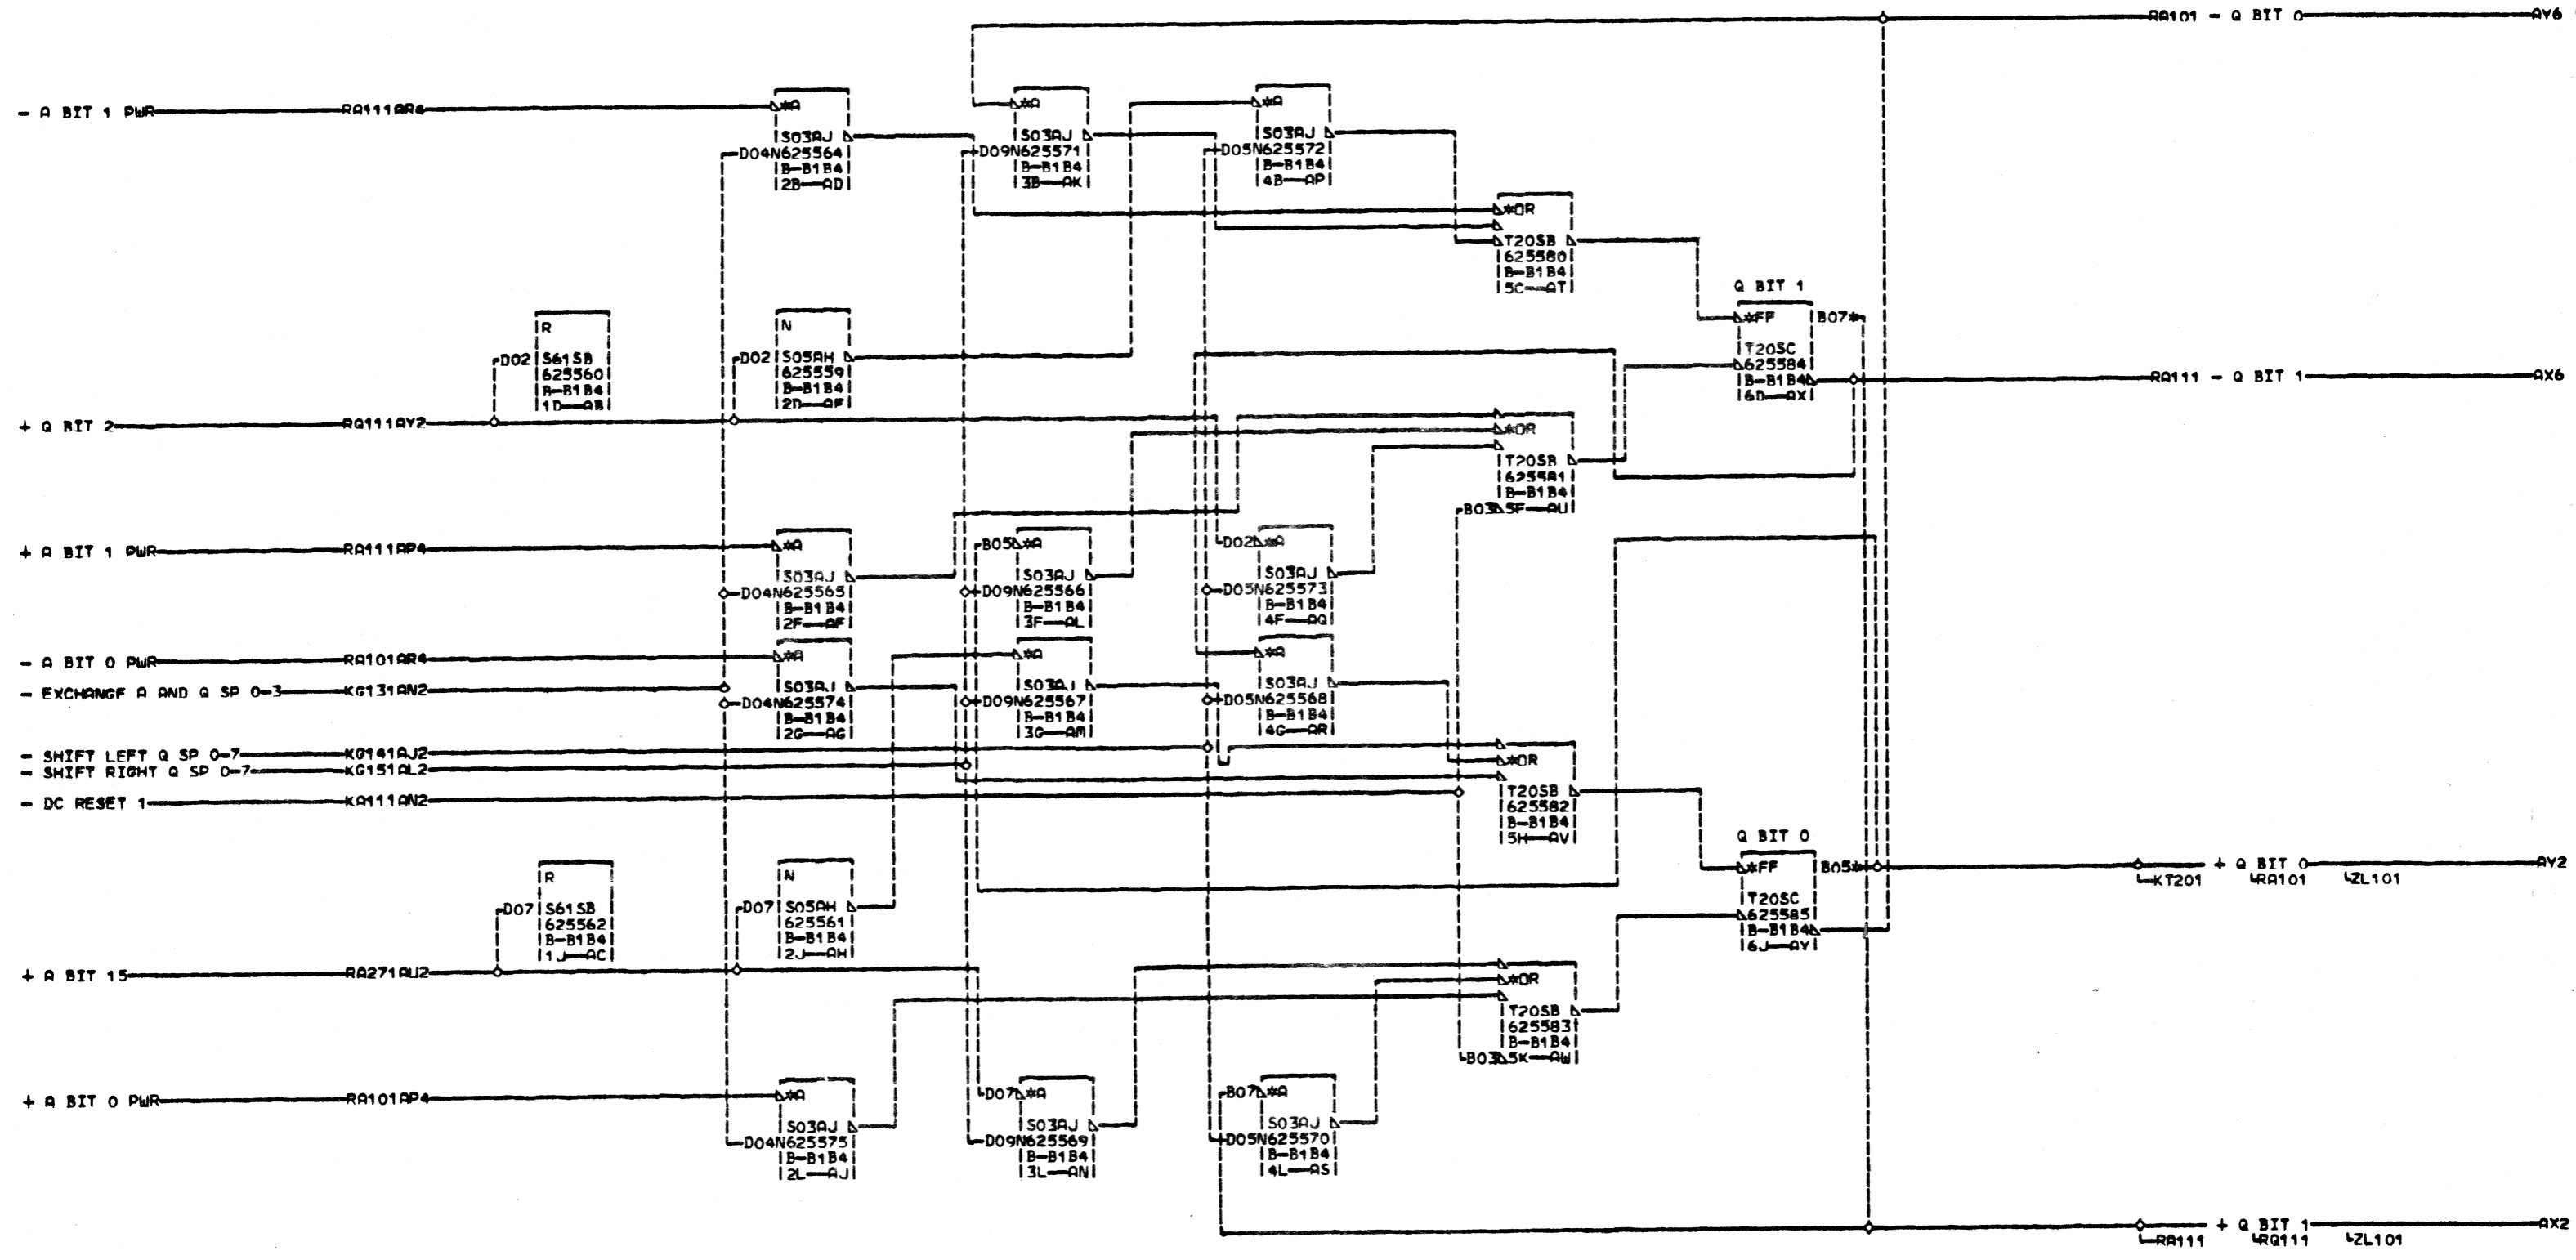 RA101 - Q BIT 0 AY6
- A BIT 1 PWR RA111AR4
*A
S03AJ
D04N625564
B-B1B4
2B-AD
*A
S03AJ
D09N625571
B-B1B4
3B-AK
*A
S03AJ
D05N625572
B-B1B4
4B-AP
*OR
T20SB
625580
B-B1B4
5C-AT
Q BIT 1
*FF B07*
T20SC
625584
B-B1B4
6D-AX
RA111 - Q BIT 1 AX6
R
D02 S61SB
625560
B-B1B4
1D-AB
N
D02 S05AH
625559
B-B1B4
2D-AF
+ Q BIT 2 RQ111AY2
*OR
T20SB
625581
B-B1B4
B03 5F-AU
+ A BIT 1 PWR RA111AP4
*A
S03AJ
D04N625565
B-B1B4
2F-AF
B05 *A
S03AJ
D09N625566
B-B1B4
3F-AL
D02 *A
S03AJ
D05N625573
B-B1B4
4F-AQ
- A BIT 0 PWR RA101AR4
- EXCHANGE A AND Q SP 0-3 KG131AN2
*A
S03AJ
D04N625574
B-B1B4
2G-AG
*A
S03AJ
D09N625567
B-B1B4
3G-AM
*A
S03AJ
D05N625568
B-B1B4
4G-AR
- SHIFT LEFT Q SP 0-7 KG141AJ2
- SHIFT RIGHT Q SP 0-7 KG151AL2
- DC RESET 1 KA111AN2
*OR
T20SB
625582
B-B1B4
5H-AV
Q BIT 0
*FF B05*
T20SC
625585
B-B1B4
6J-AY
+ Q BIT 0 AY2
KT201 RA101 ZL101
R
D07 S61SB
625562
B-B1B4
1J-AC
N
D07 S05AH
625561
B-B1B4
2J-AH
+ A BIT 15 RA271AU2
*OR
T20SB
625583
B-B1B4
B03 5K-AW
+ A BIT 0 PWR RA101AP4
*A
S03AJ
D04N625575
B-B1B4
2L-AJ
D07 *A
S03AJ
D09N625569
B-B1B4
3L-AN
B07 *A
S03AJ
D05N625570
B-B1B4
4L-AS
+ Q BIT 1 AX2
RA111 RQ111 ZL101